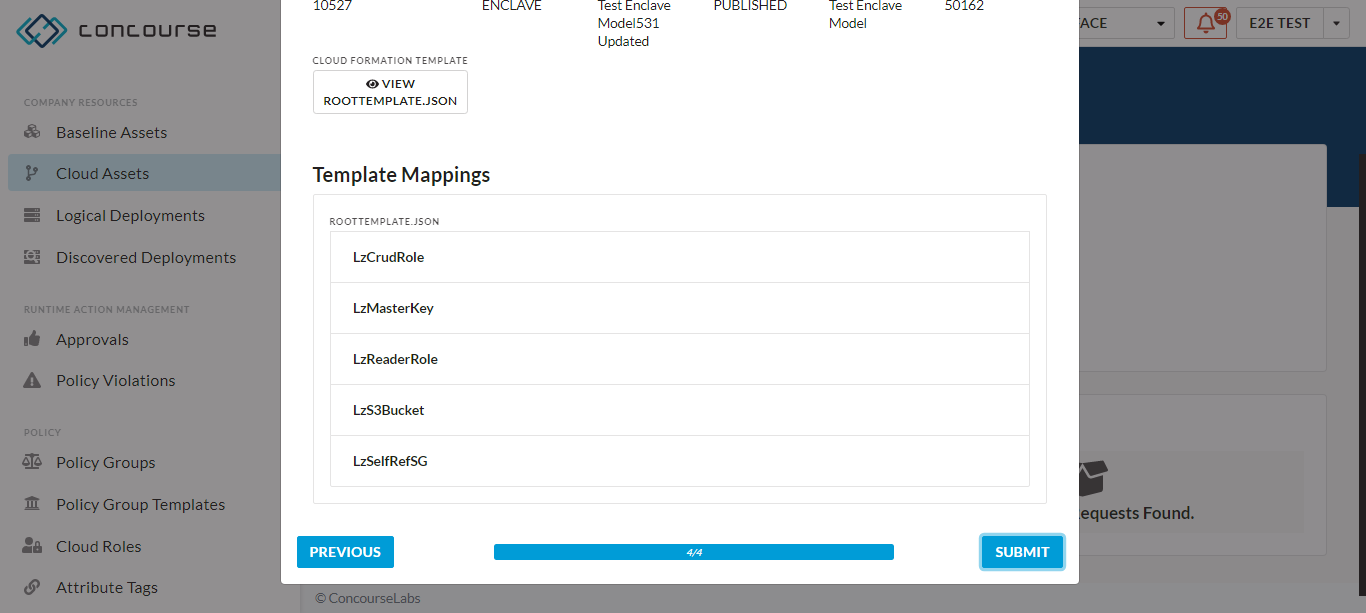 concourse
COMPANY RESOURCES
Baseline Assets
Cloud Assets
Logical Deployments
Discovered Deployments
RUNTIME ACTION MANAGEMENT
Approvals
Policy Violations
POLICY
Policy Groups
Policy Group Templates
Cloud Roles
Attribute Tags
10527 ENCLAVE Test Enclave PUBLISHED Test Enclave 50162
Model531 Model
Updated
CLOUD FORMATION TEMPLATE
VIEW
ROOTTEMPLATE.JSON
Template Mappings
ROOTTEMPLATE.JSON
LzCrudRole
LzMasterKey
LzReaderRole
LzS3Bucket
LzSelfRefSG
PREVIOUS
4/4
SUBMIT
FACE
50
E2E TEST
equests Found.
© ConcourseLabs